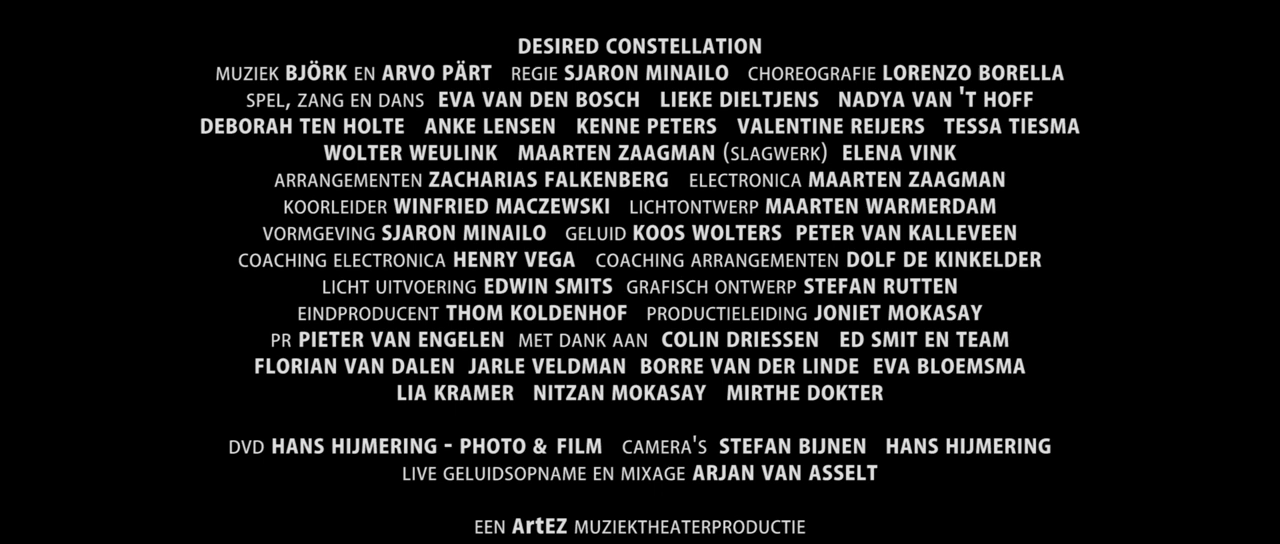 DESIRED CONSTELLATION
MUZIEK BJÖRK EN ARVO PÄRT REGIE SJARON MINAILO CHOREOGRAFIE LORENZO BORELLA
SPEL, ZANG EN DANS EVA VAN DEN BOSCH LIEKE DIELTJENS NADYA VAN 'T HOFF
DEBORAH TEN HOLTE ANKE LENSEN KENNE PETERS VALENTINE REIJERS TESSA TIESMA
WOLTER WEULINK MAARTEN ZAAGMAN (SLAGWERK) ELENA VINK
ARRANGEMENTEN ZACHARIAS FALKENBERG ELECTRONICA MAARTEN ZAAGMAN
KOORLEIDER WINFRIED MACZEWSKI LICHTONTWERP MAARTEN WARMERDAM
VORMGEVING SJARON MINAILO GELUID KOOS WOLTERS PETER VAN KALLEVEEN
COACHING ELECTRONICA HENRY VEGA COACHING ARRANGEMENTEN DOLF DE KINKELDER
LICHT UITVOERING EDWIN SMITS GRAFISCH ONTWERP STEFAN RUTTEN
EINDPRODUCENT THOM KOLDENHOF PRODUCTIELEIDING JONIET MOKASAY
PR PIETER VAN ENGELEN MET DANK AAN COLIN DRIESSEN ED SMIT EN TEAM
FLORIAN VAN DALEN JARLE VELDMAN BORRE VAN DER LINDE EVA BLOEMSMA
LIA KRAMER NITZAN MOKASAY MIRTHE DOKTER
DVD HANS HIJMERING - PHOTO & FILM CAMERA'S STEFAN BIJNEN HANS HIJMERING
LIVE GELUIDSOPNAME EN MIXAGE ARJAN VAN ASSELT
EEN ArtEZ MUZIEKTHEATERPRODUCTIE